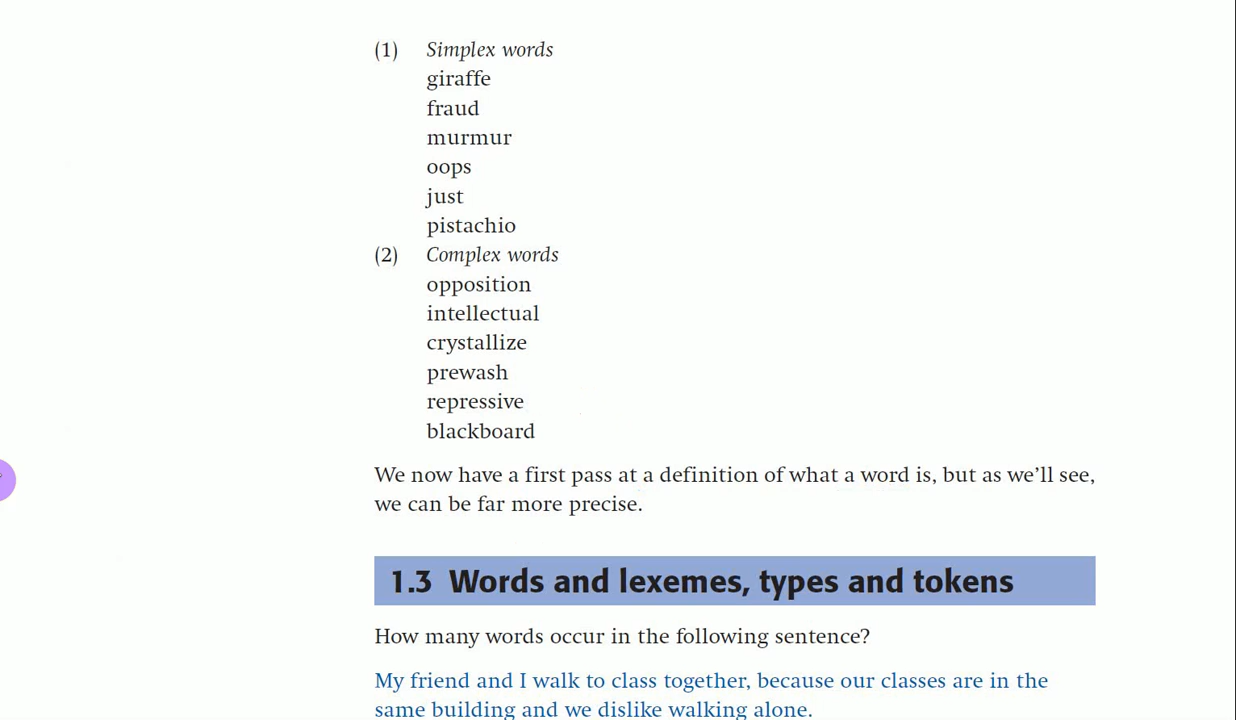 (1) Simplex words
giraffe
fraud
murmur
oops
just
pistachio
(2) Complex words
opposition
intellectual
crystallize
prewash
repressive
blackboard
We now have a first pass at a definition of what a word is, but as we’ll see,
we can be far more precise.
1.3 Words and lexemes, types and tokens
How many words occur in the following sentence?
My friend and I walk to class together, because our classes are in the
same building and we dislike walking alone.